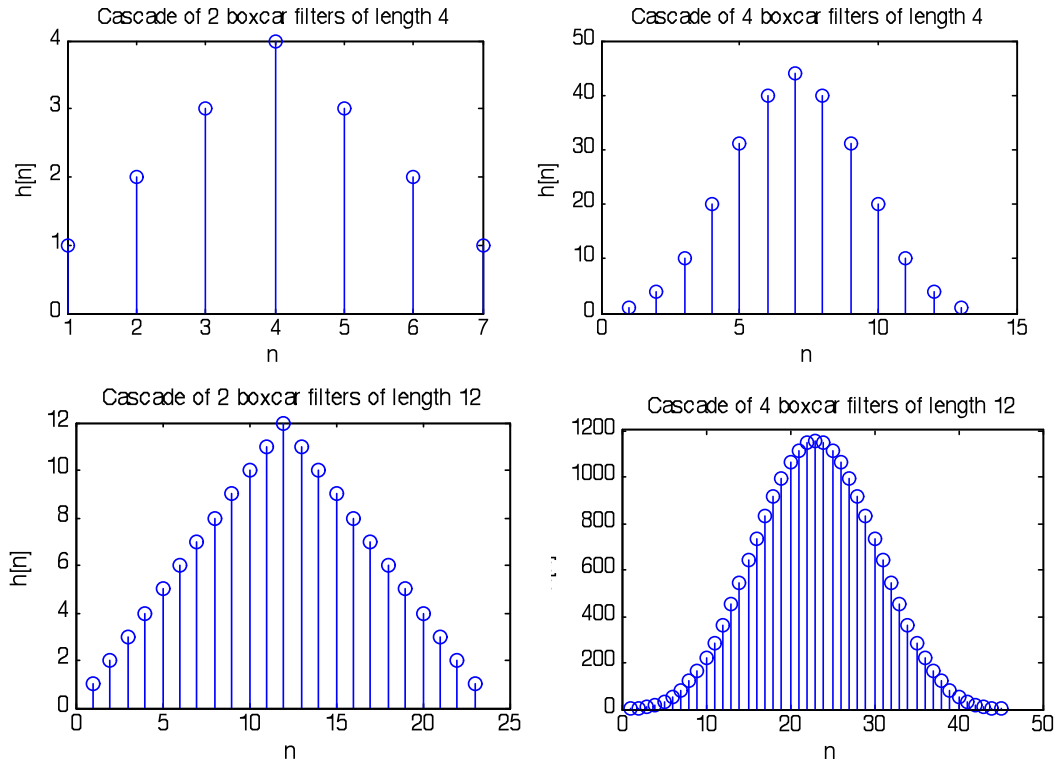 Cascade of 2 boxcar filters of length 4
4
3
2
1
0
h[n]
1 2 3 4 5 6 7
n
Cascade of 4 boxcar filters of length 4
50
40
30
20
10
0
h[n]
0 5 10 15
n
Cascade of 2 boxcar filters of length 12
12
10
8
6
4
2
0
h[n]
0 5 10 15 20 25
n
Cascade of 4 boxcar filters of length 12
1200
1000
800
600
400
200
0
0 10 20 30 40 50
n